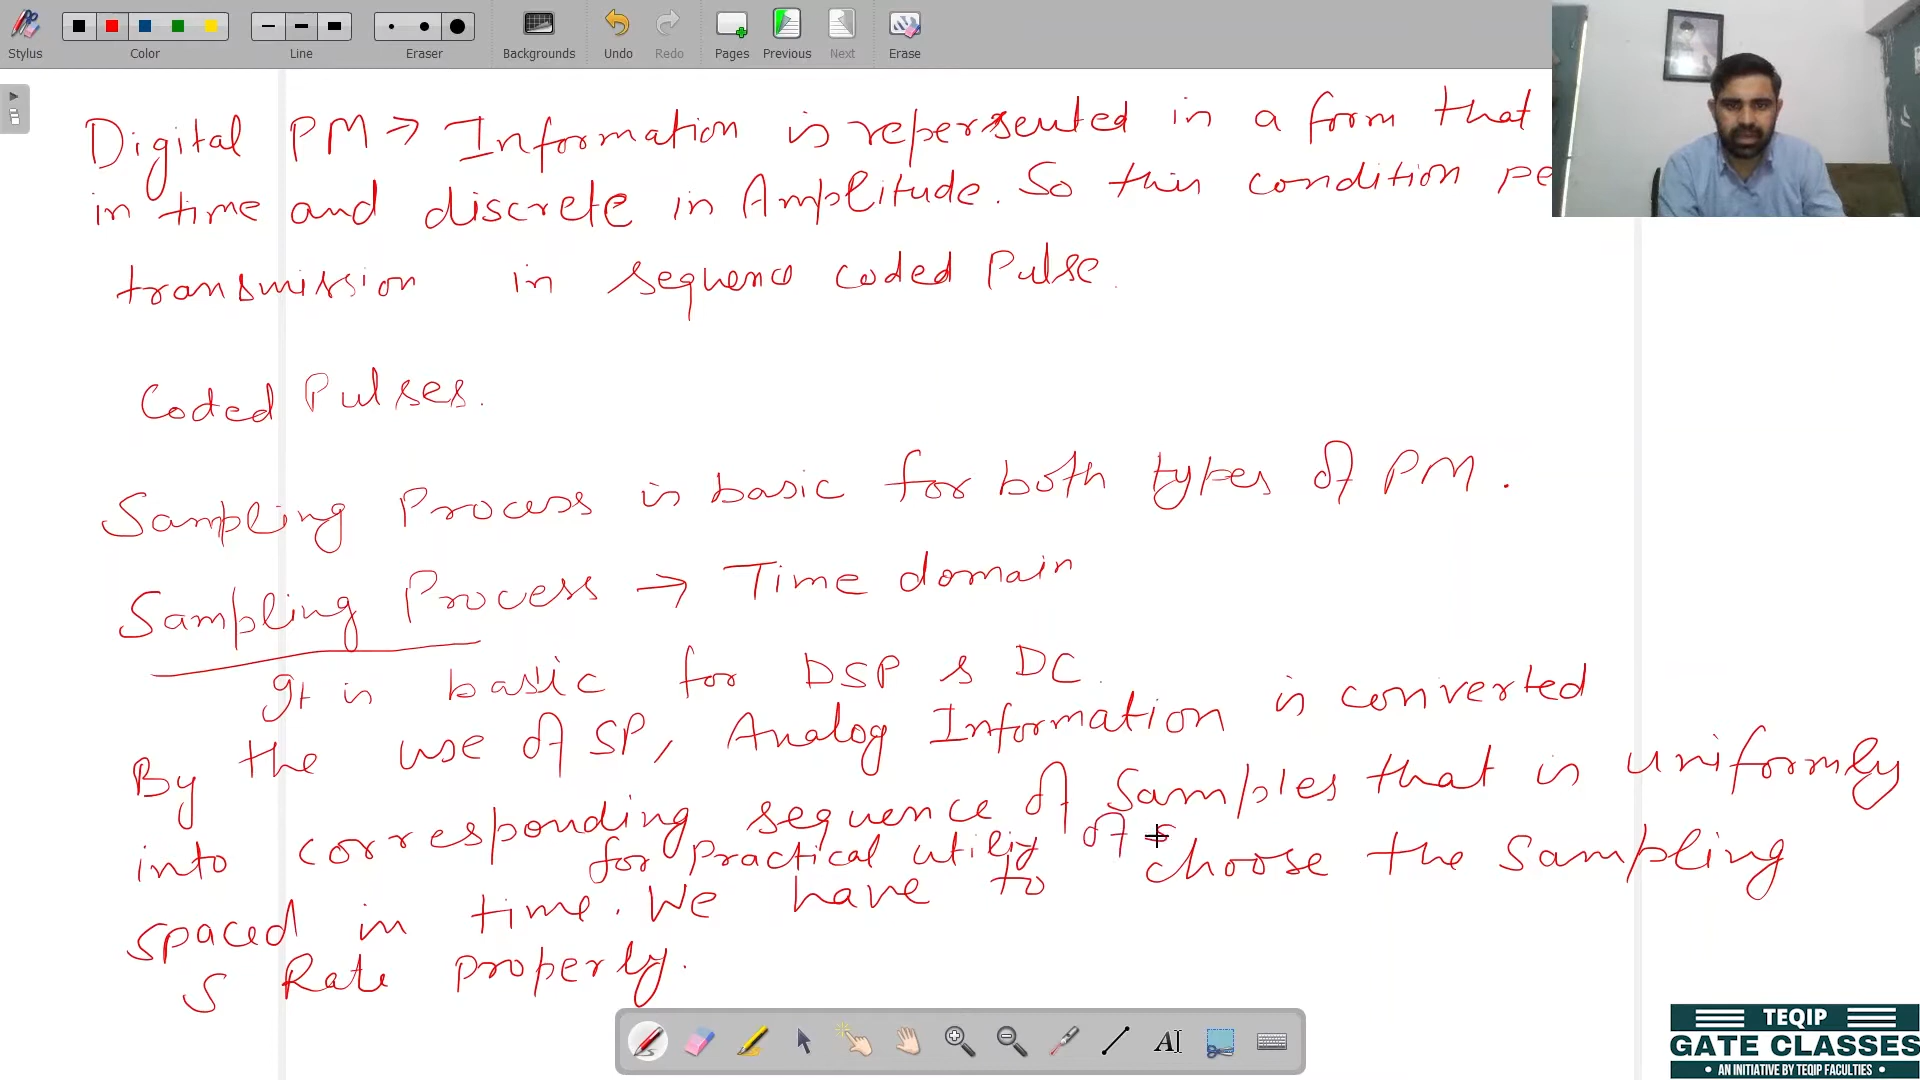 Stylus
Color
Line
Eraser
Backgrounds
Undo
Redo
Pages
Previous
Next
Erase
Digital PM → Information is repersented in a form that
in time and discrete in Amplitude. So this condition pe
transmission in sequence coded Pulse.
Coded Pulses.
Sampling Process is basic for both types of PM.
Sampling Process → Time domain
It is basic for DSP & DC.
By the use of SP, Analog Information is converted
into corresponding sequence of Samples that is uniformly
for Practical utiliy of S
spaced in time. We have to choose the Sampling
S Rate properly.
TEQIP
GATE CLASSES
• AN INITIATIVE BY TEQIP FACULTIES •